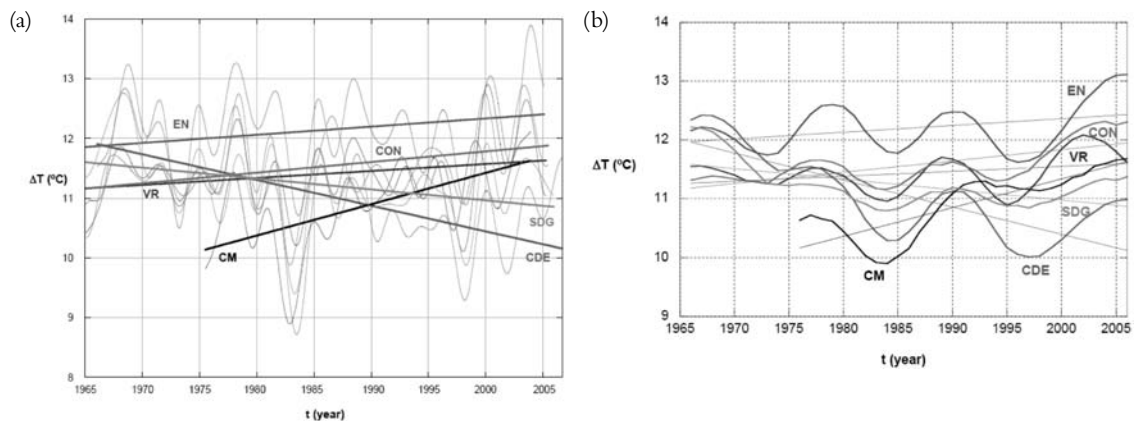 (a)
14
13
12
ΔT (ºC)
11
10
9
8
EN
CON
VR
SDG
CM
CDE
1965 1970 1975 1980 1985 1990 1995 2000 2005
t (year)
(b)
14
13
12
ΔT (ºC)
11
10
9
EN
CON
VR
SDG
CM
CDE
1965 1970 1975 1980 1985 1990 1995 2000 2005
t (year)